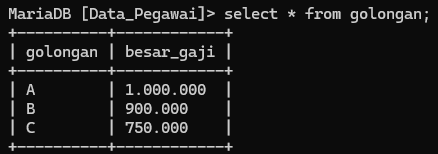 MariaDB [Data_Pegawai]> select * from golongan;
+----------+------------+
| golongan | besar_gaji |
+----------+------------+
| A        | 1.000.000  |
| B        | 900.000    |
| C        | 750.000    |
+----------+------------+